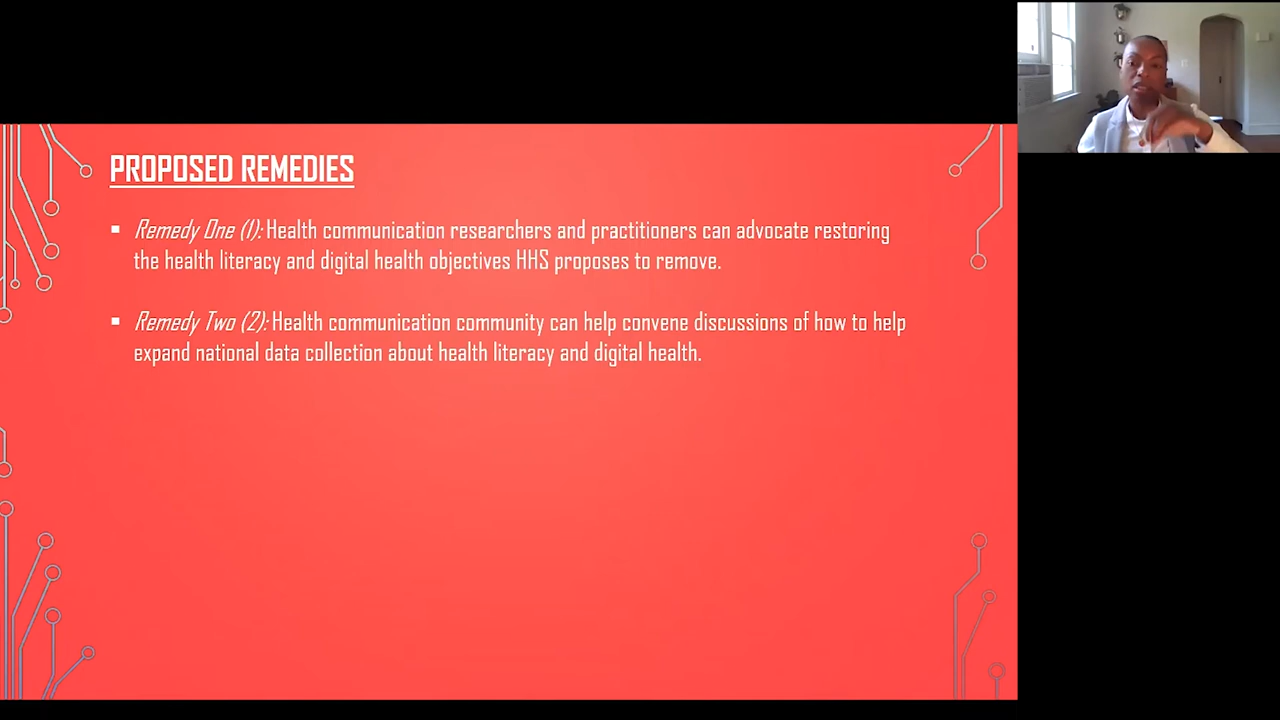 PROPOSED REMEDIES
▪ Remedy One (1): Health communication researchers and practitioners can advocate restoring
the health literacy and digital health objectives HHS proposes to remove.
▪ Remedy Two (2): Health communication community can help convene discussions of how to help
expand national data collection about health literacy and digital health.